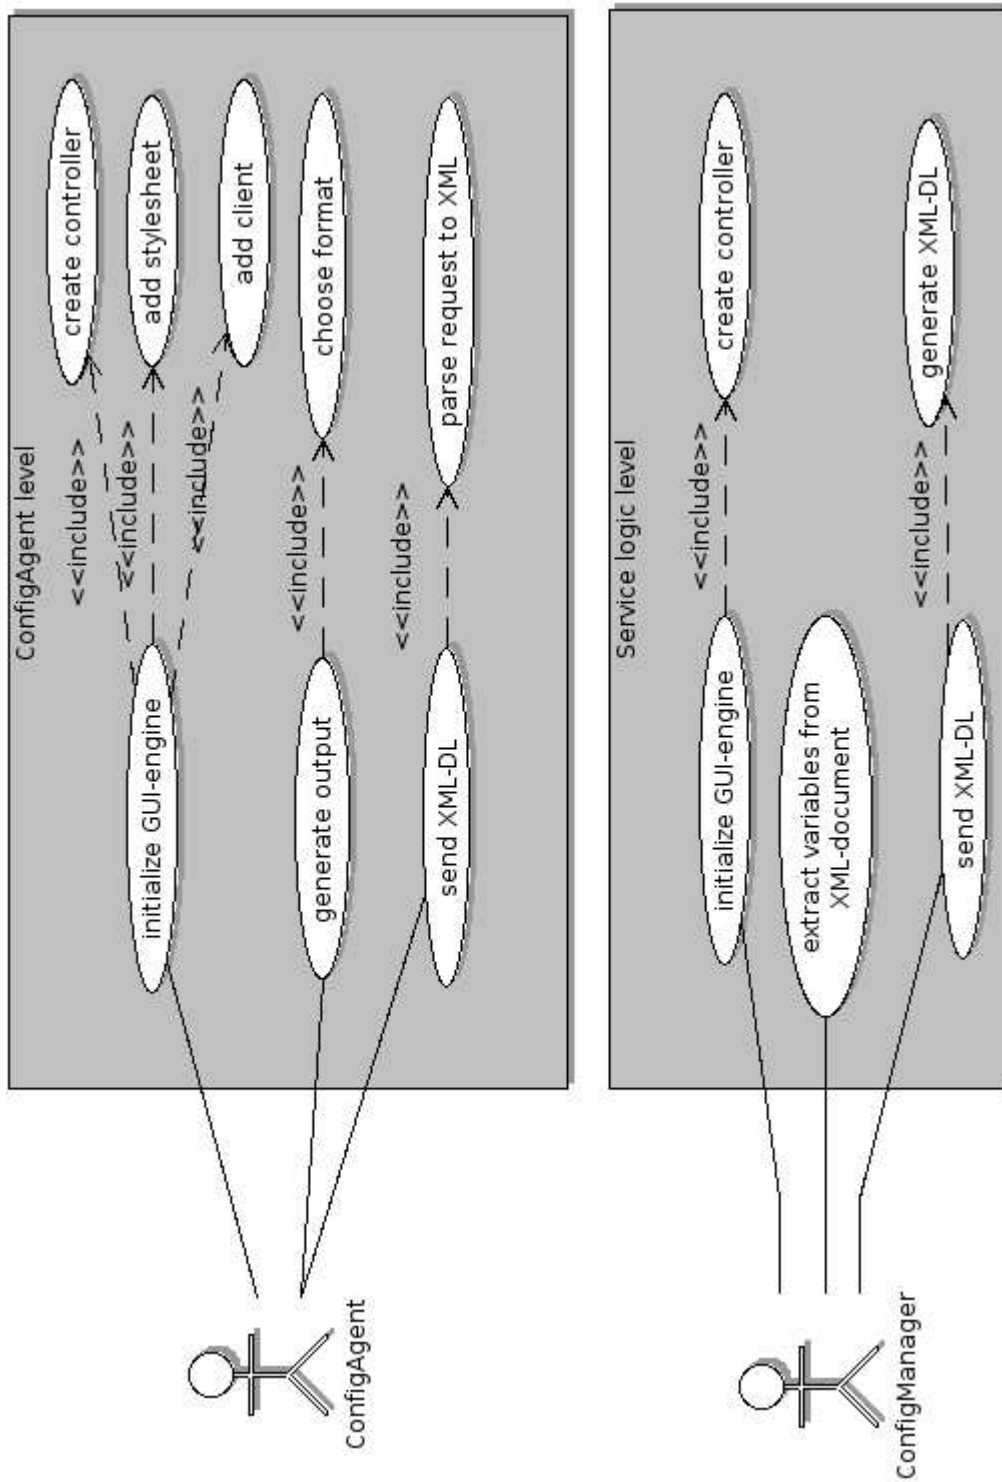 ConfigAgent level
create controller
<<include>>
add stylesheet
<<include>>
initialize GUI-engine
<<include>>
add client
generate output
<<include>>
choose format
ConfigAgent
send XML-DL
<<include>>
parse request to XML
Service logic level
initialize GUI-engine
<<include>>
create controller
extract variables from
XML-document
ConfigManager
send XML-DL
<<include>>
generate XML-DL